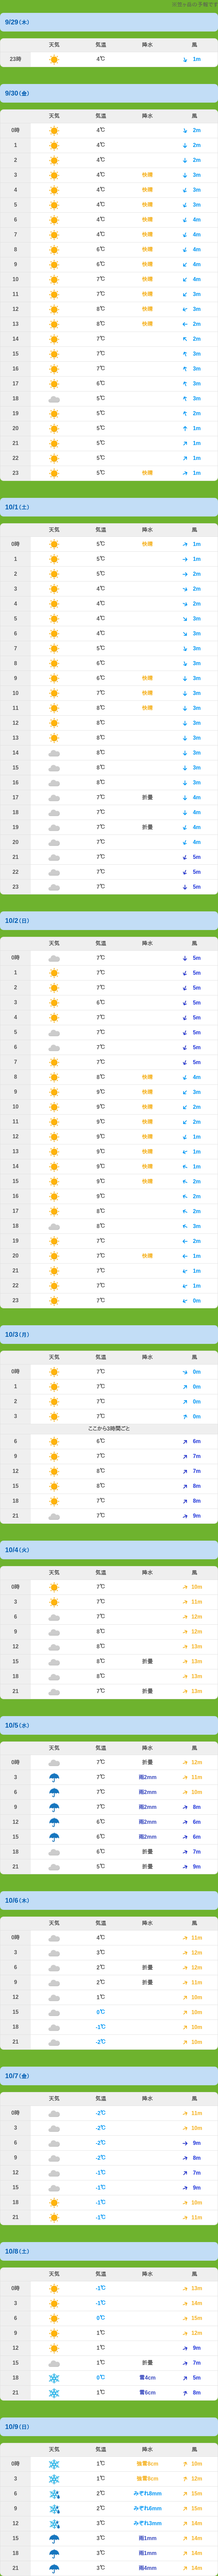 天気s風の予報です
9/29（木）
天気 気温 降水 風
23時 4℃ 1m
9/30（金）
天気 気温 降水 風
0時 4℃ 2m
1 4℃ 2m
2 4℃ 2m
3 4℃ 快晴 3m
4 4℃ 快晴 3m
5 4℃ 快晴 3m
6 4℃ 快晴 4m
7 4℃ 快晴 4m
8 6℃ 快晴 4m
9 6℃ 快晴 4m
10 7℃ 快晴 4m
11 7℃ 快晴 3m
12 8℃ 快晴 3m
13 8℃ 快晴 2m
14 7℃ 2m
15 7℃ 3m
16 7℃ 3m
17 6℃ 3m
18 5℃ 3m
19 5℃ 2m
20 5℃ 1m
21 5℃ 1m
22 5℃ 1m
23 5℃ 快晴 1m
10/1（土）
天気 気温 降水 風
0時 5℃ 快晴 1m
1 5℃ 1m
2 5℃ 2m
3 4℃ 2m
4 4℃ 2m
5 4℃ 3m
6 4℃ 3m
7 5℃ 3m
8 6℃ 3m
9 6℃ 快晴 3m
10 7℃ 快晴 3m
11 8℃ 快晴 3m
12 8℃ 3m
13 8℃ 3m
14 8℃ 3m
15 8℃ 3m
16 8℃ 3m
17 7℃ 折曇 4m
18 7℃ 4m
19 7℃ 折曇 4m
20 7℃ 4m
21 7℃ 5m
22 7℃ 5m
23 7℃ 5m
10/2（日）
天気 気温 降水 風
0時 7℃ 5m
1 7℃ 5m
2 7℃ 5m
3 6℃ 5m
4 7℃ 5m
5 7℃ 5m
6 7℃ 5m
7 7℃ 5m
8 8℃ 快晴 4m
9 9℃ 快晴 3m
10 9℃ 快晴 2m
11 9℃ 快晴 2m
12 9℃ 快晴 1m
13 9℃ 快晴 1m
14 9℃ 快晴 1m
15 9℃ 快晴 2m
16 9℃ 2m
17 8℃ 2m
18 8℃ 3m
19 7℃ 2m
20 7℃ 快晴 1m
21 7℃ 1m
22 7℃ 1m
23 7℃ 0m
10/3（月）
天気 気温 降水 風
0時 7℃ 0m
1 7℃ 0m
2 7℃ 0m
3 7℃ 0m
ここから3時間ごと
6 6℃ 6m
9 7℃ 7m
12 8℃ 7m
15 8℃ 8m
18 7℃ 8m
21 7℃ 9m
10/4（火）
天気 気温 降水 風
0時 7℃ 10m
3 7℃ 11m
6 7℃ 12m
9 8℃ 12m
12 8℃ 13m
15 8℃ 折曇 13m
18 8℃ 13m
21 7℃ 折曇 13m
10/5（水）
天気 気温 降水 風
0時 7℃ 折曇 12m
3 7℃ 雨2mm 11m
6 7℃ 雨2mm 10m
9 7℃ 雨2mm 8m
12 6℃ 雨2mm 6m
15 6℃ 雨2mm 6m
18 6℃ 折曇 7m
21 5℃ 折曇 9m
10/6（木）
天気 気温 降水 風
0時 4℃ 11m
3 3℃ 12m
6 2℃ 折曇 12m
9 2℃ 折曇 11m
12 1℃ 10m
15 0℃ 10m
18 -1℃ 10m
21 -2℃ 10m
10/7（金）
天気 気温 降水 風
0時 -2℃ 11m
3 -2℃ 10m
6 -2℃ 9m
9 -2℃ 8m
12 -1℃ 7m
15 -1℃ 9m
18 -1℃ 10m
21 -1℃ 11m
10/8（土）
天気 気温 降水 風
0時 -1℃ 13m
3 -1℃ 14m
6 0℃ 15m
9 1℃ 12m
12 1℃ 9m
15 1℃ 折曇 7m
18 0℃ 雪4cm 5m
21 1℃ 雪6cm 8m
10/9（日）
天気 気温 降水 風
0時 1℃ 強雪8cm 10m
3 1℃ 強雪8cm 12m
6 2℃ みぞれ8mm 15m
9 2℃ みぞれ6mm 15m
12 3℃ みぞれ3mm 14m
15 3℃ 雨1mm 14m
18 3℃ 雨1mm 14m
21 3℃ 雨4mm 14m